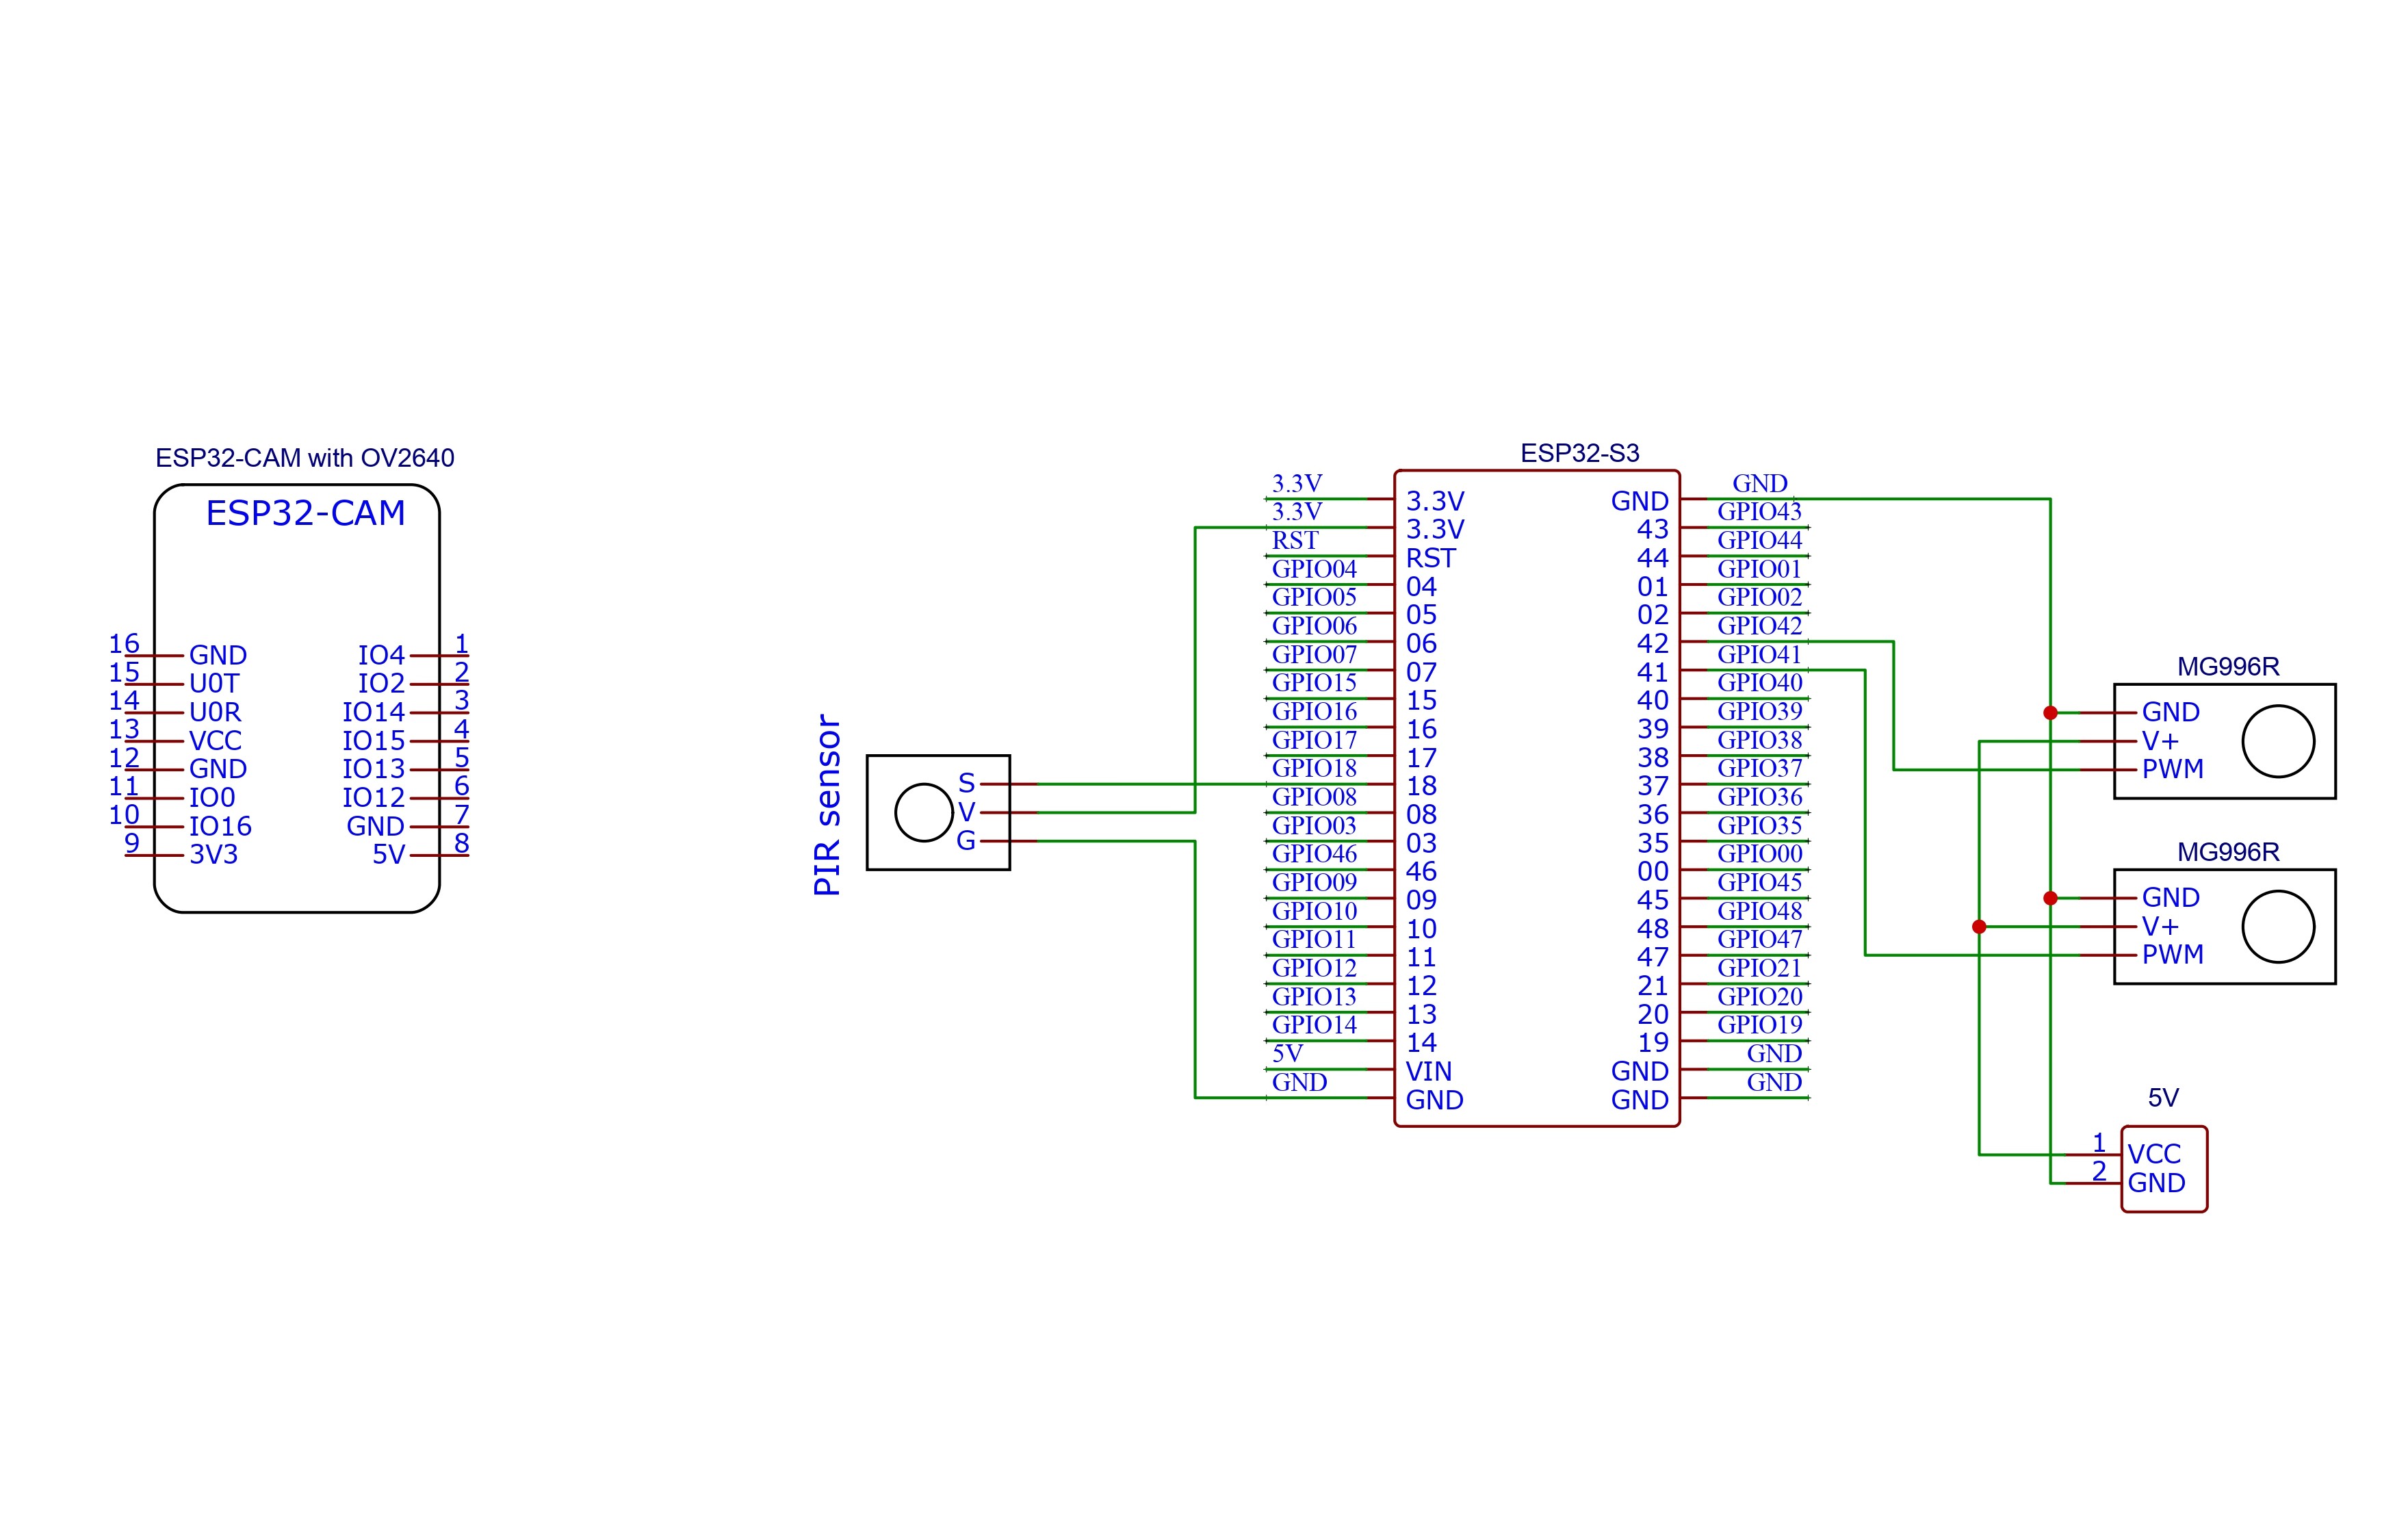 ESP32-CAM with OV2640
ESP32-CAM
16 GND IO4 1
15 U0T IO2 2
14 U0R IO14 3
13 VCC IO15 4
12 GND IO13 5
11 IO0 IO12 6
10 IO16 GND 7
9 3V3 5V 8
PIR sensor
S
V
G
ESP32-S3
3.3V 3.3V GND GND
3.3V 3.3V 43 GPIO43
RST RST 44 GPIO44
GPIO04 04 01 GPIO01
GPIO05 05 02 GPIO02
GPIO06 06 42 GPIO42
GPIO07 07 41 GPIO41
GPIO15 15 40 GPIO40
GPIO16 16 39 GPIO39
GPIO17 17 38 GPIO38
GPIO18 18 37 GPIO37
GPIO08 08 36 GPIO36
GPIO03 03 35 GPIO35
GPIO46 46 00 GPIO00
GPIO09 09 45 GPIO45
GPIO10 10 48 GPIO48
GPIO11 11 47 GPIO47
GPIO12 12 21 GPIO21
GPIO13 13 20 GPIO20
GPIO14 14 19 GPIO19
5V VIN GND GND
GND GND GND GND
MG996R
GND
V+
PWM
MG996R
GND
V+
PWM
5V
1 VCC
2 GND